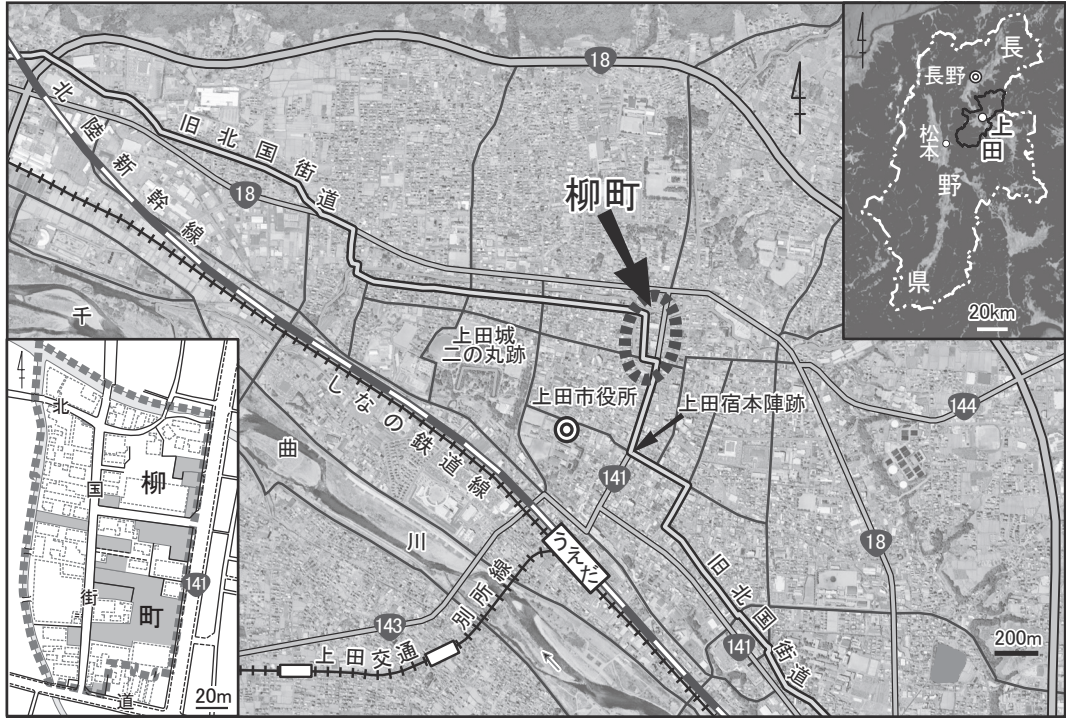 18
北陸新幹線
旧北国街道
18
柳町
上田城
二の丸跡
上田市役所
上田宿本陣跡
しなの鉄道線
千曲川
141
144
18
うえだ
旧北国街道
143
上田交通
別所線
141
200m
長野県
長野
松本
上田
20km
柳町
北国街道
141
20m